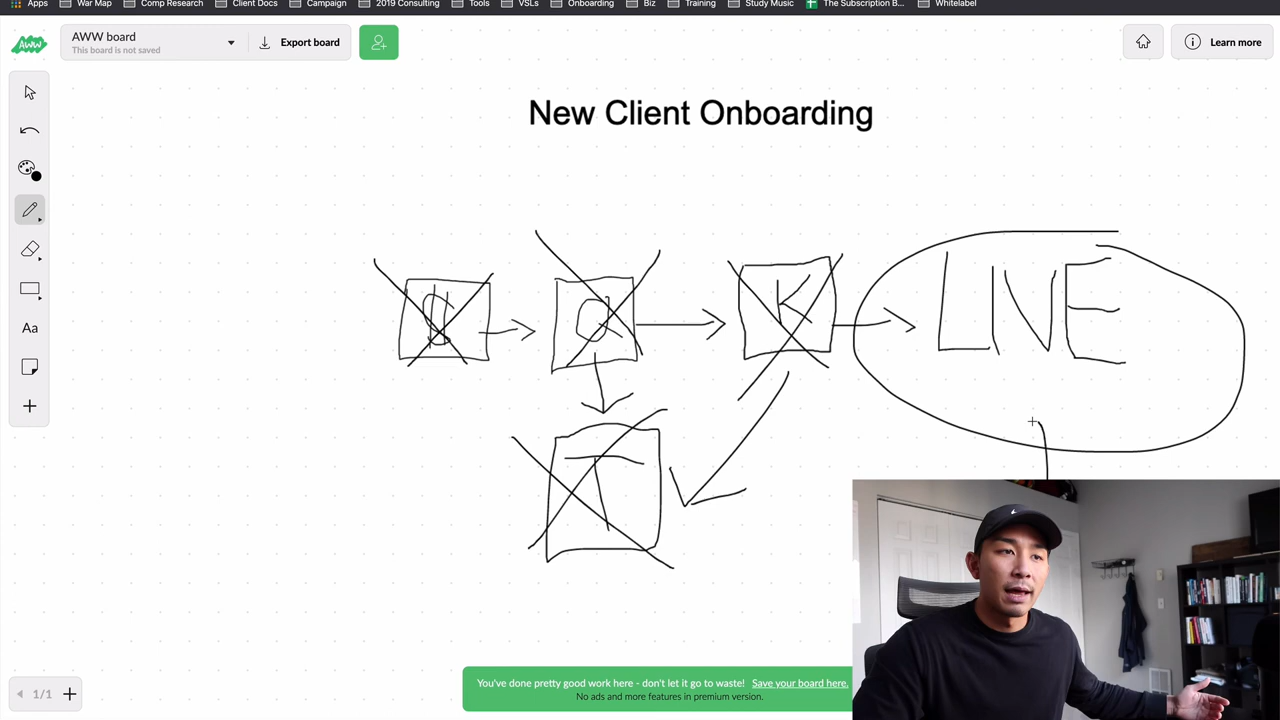 Apps War Map Comp Research Client Docs Campaign 2019 Consulting Tools VSLs Onboarding Biz Training Study Music The Subscription B... Whitelabel
AWW
AWW board
This board is not saved
Export board
Learn more
New Client Onboarding
Q
K
LIVE
T
Aa
1/1
You've done pretty good work here - don't let it go to waste! Save your board here.
No ads and more features in premium version.